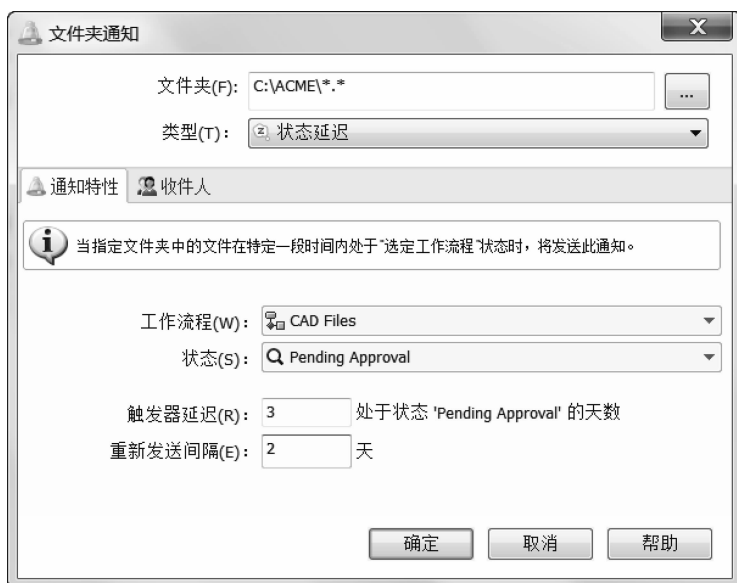 文件夹通知
文件夹(F): C:\ACME\*.* ...
类型(T): 状态延迟
通知特性 收件人
当指定文件夹中的文件在特定一段时间内处于“选定工作流程”状态时，将发送此通知。
工作流程(W): CAD Files
状态(S): Pending Approval
触发器延迟(R): 3 处于状态 'Pending Approval' 的天数
重新发送间隔(E): 2 天
确定 取消 帮助